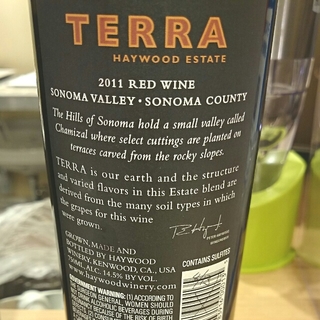 TERRA
HAYWOOD ESTATE
2011 RED WINE
SONOMA VALLEY • SONOMA COUNTY
The Hills of Sonoma hold a small valley called
Chamizal where select cuttings are planted on
terraces carved from the rocky slopes.
TERRA is our earth and the structure
and varied flavors in this Estate blend are
derived from the many soil types in which
the grapes for this wine
were grown.
GROWN, MADE AND
BOTTLED BY HAYWOOD
WINERY, KENWOOD, CA., USA
750ML ALC. 14.5% BY VOL.
www.haywoodwinery.com
CONTAINS SULFITES
GOVERNMENT WARNING: (1) ACCORDING TO
SURGEON GENERAL, WOMEN SHOULD
ALCOHOLIC BEVERAGES DURING
BECAUSE OF THE RISK OF BIRTH